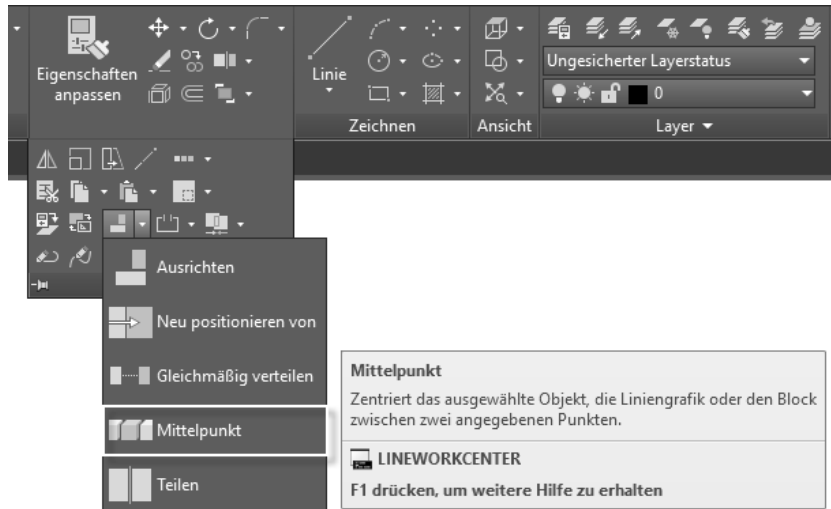 Eigenschaften
anpassen
Linie
Ungesicherter Layerstatus
0
Zeichnen
Ansicht
Layer
Ausrichten
Neu positionieren von
Gleichmäßig verteilen
Mittelpunkt
Teilen
Mittelpunkt
Zentriert das ausgewählte Objekt, die Liniengrafik oder den Block
zwischen zwei angegebenen Punkten.
LINEWORKCENTER
F1 drücken, um weitere Hilfe zu erhalten